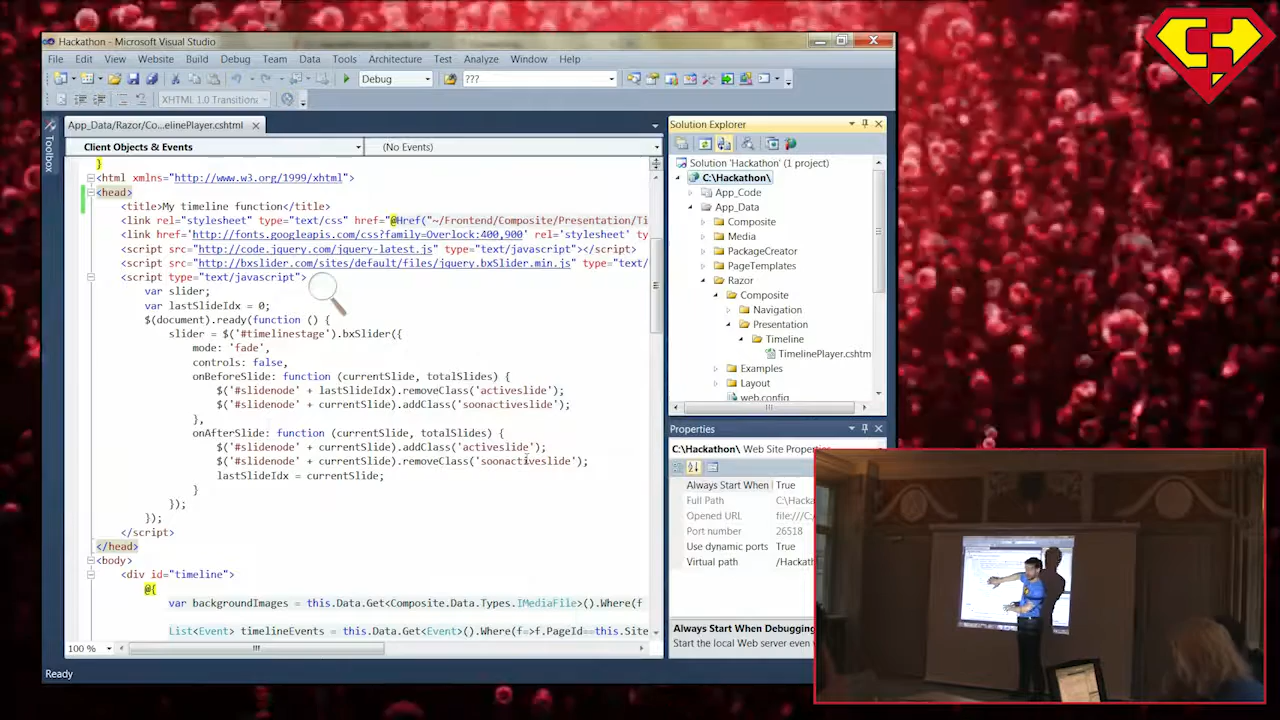 Hackathon - Microsoft Visual Studio
File Edit View Website Build Debug Team Data Tools Architecture Test Analyze Window Help
Debug ???
XHTML 1.0 Transition
Toolbox
App_Data/Razor/Co...elinePlayer.cshtml
Client Objects & Events (No Events)
}
<html xmlns="http://www.w3.org/1999/xhtml">
<head>
<title>My timeline function</title>
<link rel="stylesheet" type="text/css" href="@Href("~/Frontend/Composite/Presentation/Ti
<link href='http://fonts.googleapis.com/css?family=Overlock:400,900' rel='stylesheet' type
<script src="http://code.jquery.com/jquery-latest.js" type="text/javascript"></script>
<script src="http://bxslider.com/sites/default/files/jquery.bxSlider.min.js" type="text/
<script type="text/javascript">
var slider;
var lastSlideIdx = 0;
$(document).ready(function () {
slider = $('#timelinestage').bxSlider({
mode: 'fade',
controls: false,
onBeforeSlide: function (currentSlide, totalSlides) {
$('#slidenode' + lastSlideIdx).removeClass('activeslide');
$('#slidenode' + currentSlide).addClass('soonactiveslide');
},
onAfterSlide: function (currentSlide, totalSlides) {
$('#slidenode' + currentSlide).addClass('activeslide');
$('#slidenode' + currentSlide).removeClass('soonactiveslide');
lastSlideIdx = currentSlide;
}
});
});
</script>
</head>
<body>
<div id="timeline">
@{
var backgroundImages = this.Data.Get<Composite.Data.Types.IMediaFile>().Where(f
List<Event> timelineEvents = this.Data.Get<Event>().Where(f=>f.PageId==this.Site
100 %
Ready
Solution Explorer
Solution 'Hackathon' (1 project)
C:\Hackathon\
App_Code
App_Data
Composite
Media
PackageCreator
PageTemplates
Razor
Composite
Navigation
Presentation
Timeline
TimelinePlayer.cshtm
Examples
Layout
web.config
Properties
C:\Hackathon\ Web Site Properties
Always Start When True
Full Path C:\Hacka
Opened URL file:///C:
Port number 26518
Use dynamic ports True
Virtual path /Hackath
Always Start When Debugging
Start the local Web server even